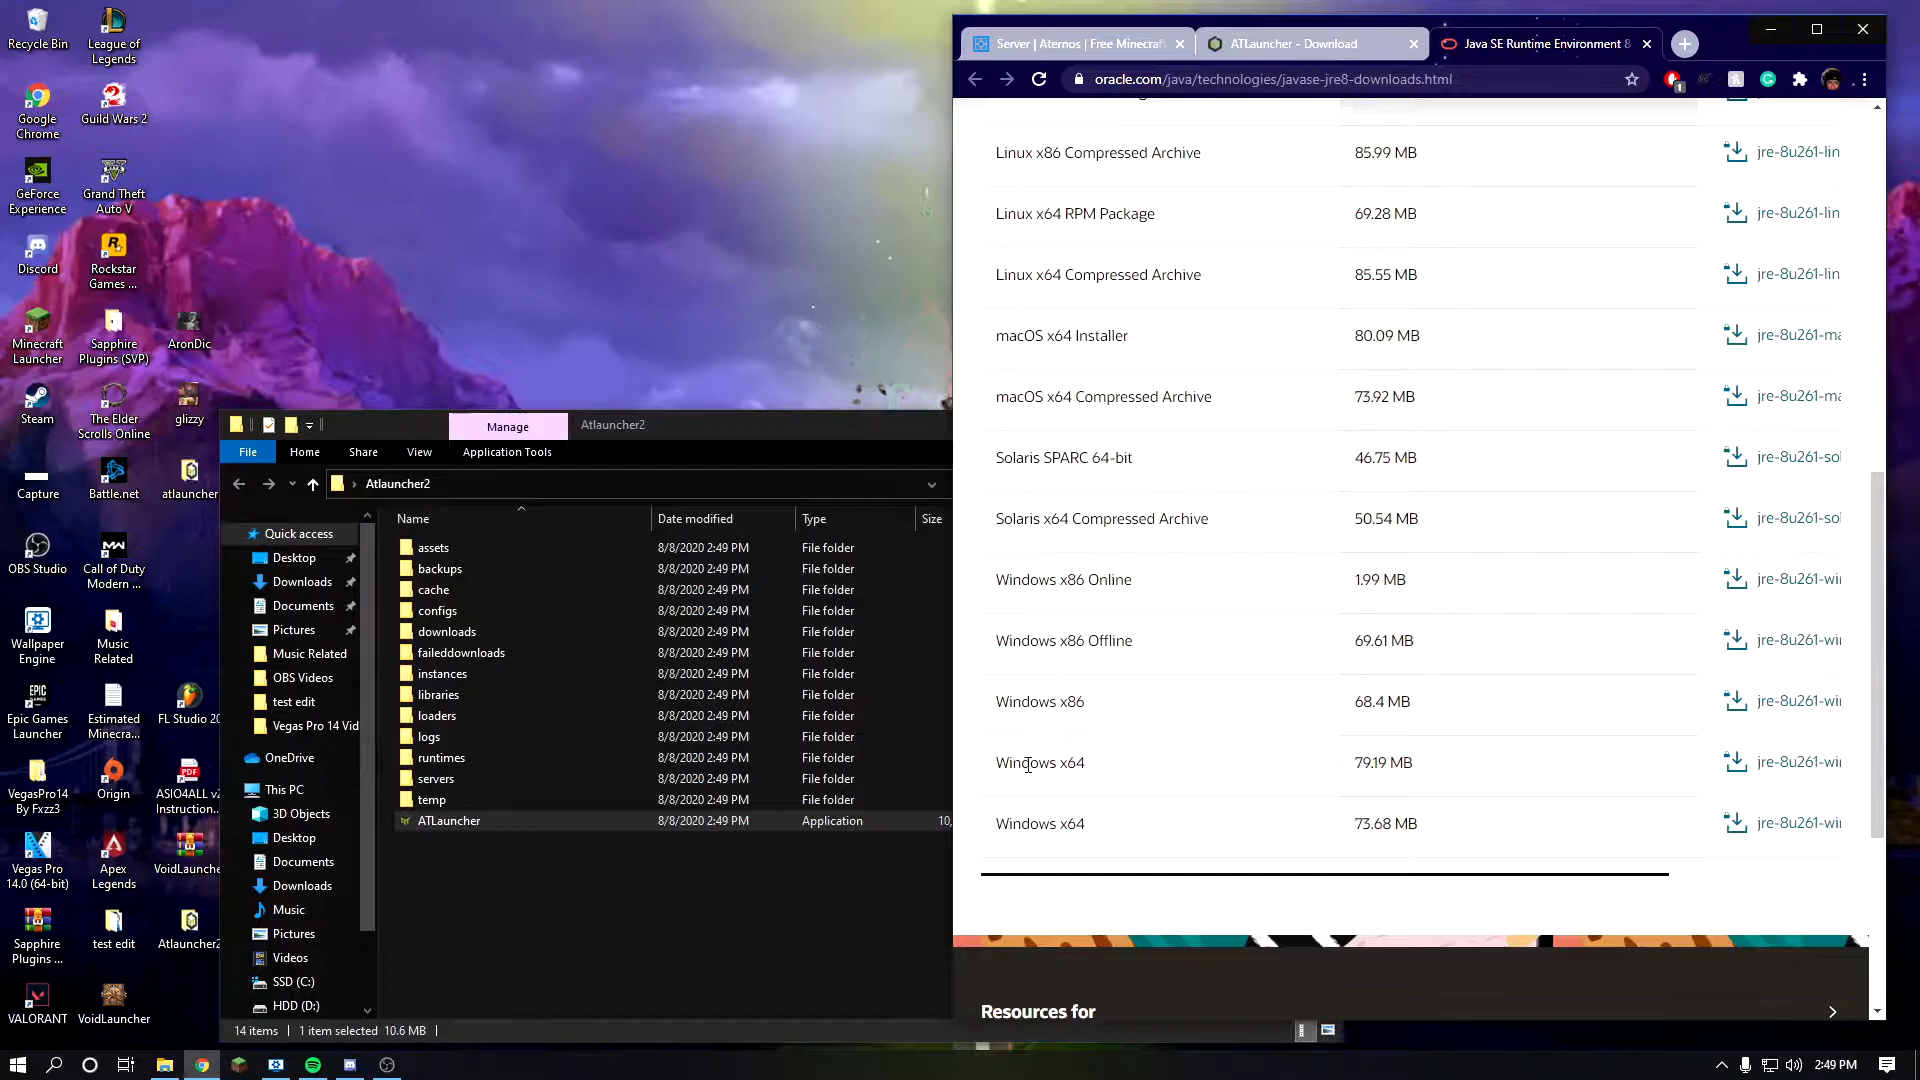 Recycle Bin
League of Legends
Google Chrome
Guild Wars 2
GeForce Experience
Grand Theft Auto V
Discord
Rockstar Games ...
Minecraft Launcher
Sapphire Plugins (SVP)
AronDic
Steam
The Elder Scrolls Online
glizzy
Capture
Battle.net
atlauncher
OBS Studio
Call of Duty Modern ...
Wallpaper Engine
Music Related
Epic Games Launcher
Estimated Minecra...
FL Studio 20
VegasPro14 By Fxzz3
Origin
ASIO4ALL v2 Instruction...
Vegas Pro 14.0 (64-bit)
Apex Legends
VoidLaunche
Sapphire Plugins ...
test edit
Atlauncher2
VALORANT
VoidLauncher
Manage
Atlauncher2
File
Home
Share
View
Application Tools
Atlauncher2
Name
Date modified
Type
Size
Quick access
Desktop
Downloads
Documents
Pictures
Music Related
OBS Videos
test edit
Vegas Pro 14 Vid
OneDrive
This PC
3D Objects
Desktop
Documents
Downloads
Music
Pictures
Videos
SSD (C:)
HDD (D:)
assets 8/8/2020 2:49 PM File folder
backups 8/8/2020 2:49 PM File folder
cache 8/8/2020 2:49 PM File folder
configs 8/8/2020 2:49 PM File folder
downloads 8/8/2020 2:49 PM File folder
faileddownloads 8/8/2020 2:49 PM File folder
instances 8/8/2020 2:49 PM File folder
libraries 8/8/2020 2:49 PM File folder
loaders 8/8/2020 2:49 PM File folder
logs 8/8/2020 2:49 PM File folder
runtimes 8/8/2020 2:49 PM File folder
servers 8/8/2020 2:49 PM File folder
temp 8/8/2020 2:49 PM File folder
ATLauncher 8/8/2020 2:49 PM Application 10,
14 items 1 item selected 10.6 MB
Server | Aternos | Free Minecraft
ATLauncher - Download
Java SE Runtime Environment 8
oracle.com/java/technologies/javase-jre8-downloads.html
1
Linux x86 Compressed Archive 85.99 MB jre-8u261-lin
Linux x64 RPM Package 69.28 MB jre-8u261-lin
Linux x64 Compressed Archive 85.55 MB jre-8u261-lin
macOS x64 Installer 80.09 MB jre-8u261-ma
macOS x64 Compressed Archive 73.92 MB jre-8u261-ma
Solaris SPARC 64-bit 46.75 MB jre-8u261-sol
Solaris x64 Compressed Archive 50.54 MB jre-8u261-sol
Windows x86 Online 1.99 MB jre-8u261-wi
Windows x86 Offline 69.61 MB jre-8u261-wi
Windows x86 68.4 MB jre-8u261-wi
Windows x64 79.19 MB jre-8u261-wi
Windows x64 73.68 MB jre-8u261-wi
Resources for
2:49 PM